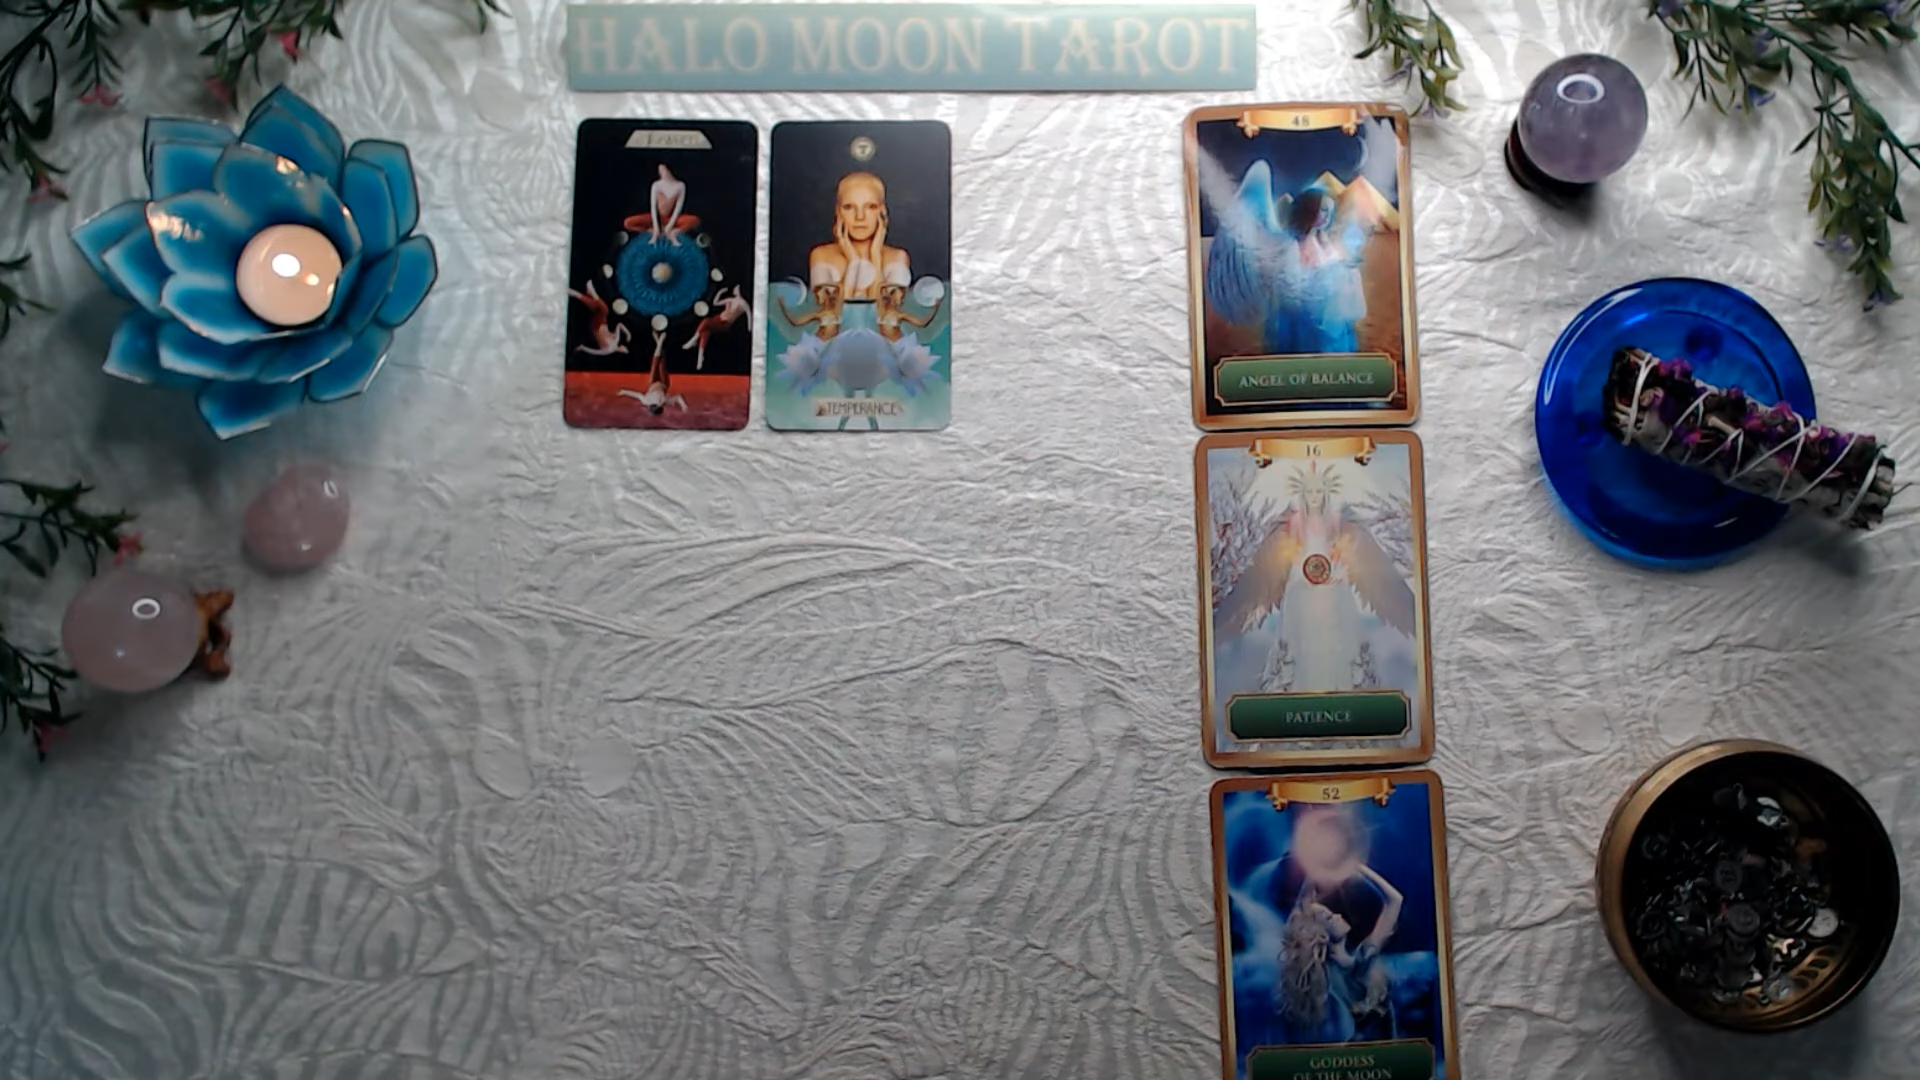 HALO MOON TAROT
TEMPERANCE
48
ANGEL OF BALANCE
16
PATIENCE
52
GODDESS
OF THE MOON